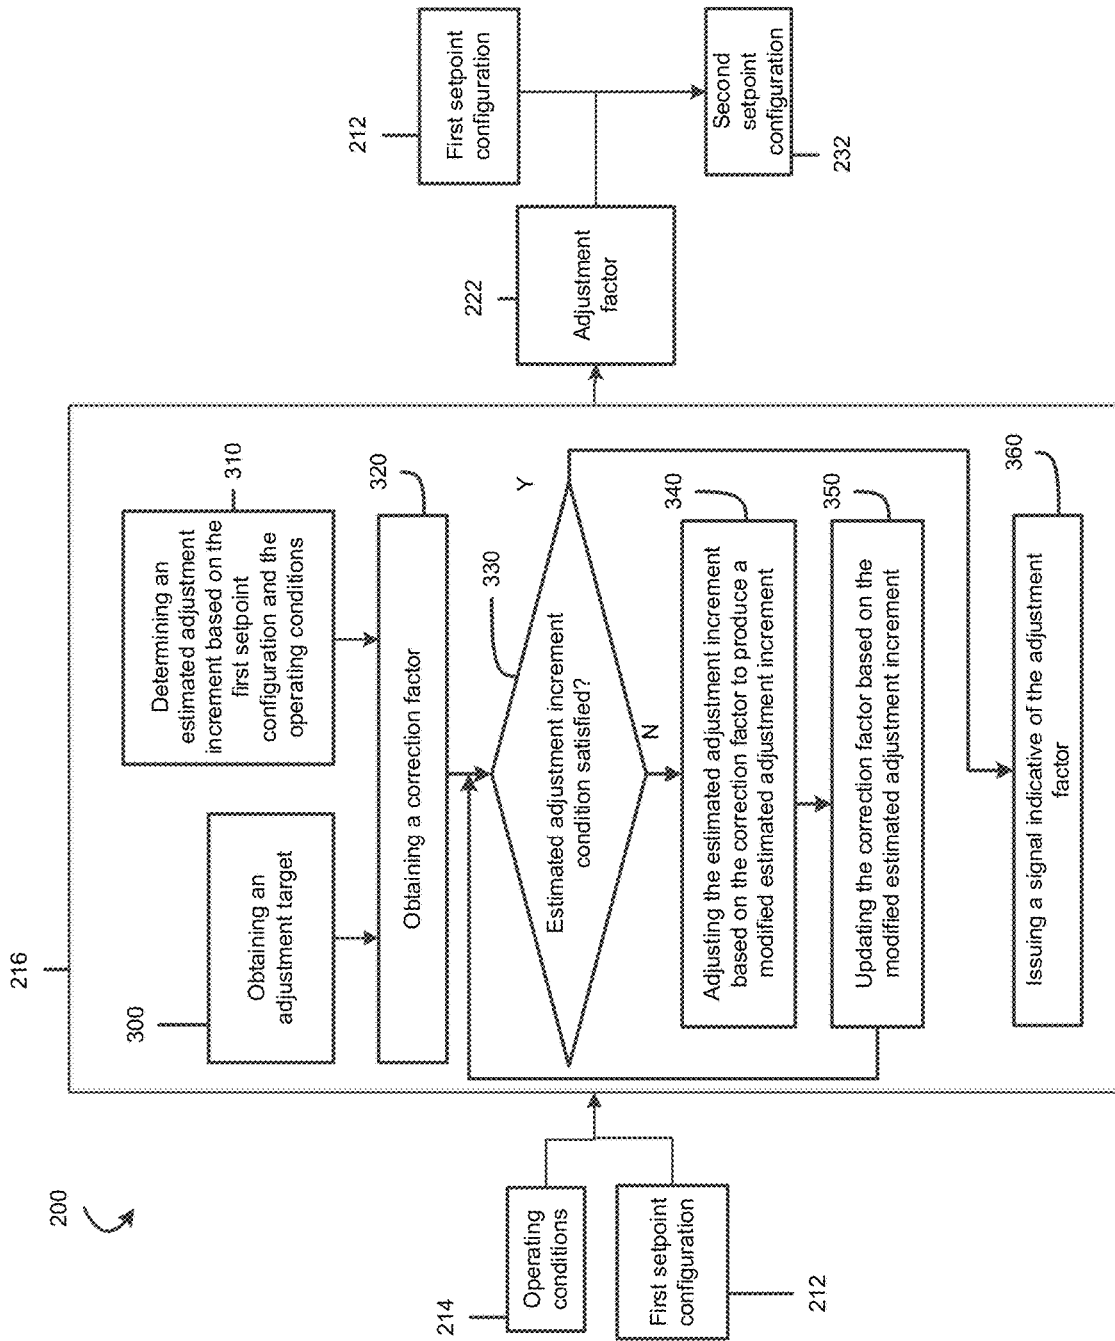 200
214
Operating
conditions
First setpoint
configuration
212
216
300
Obtaining an
adjustment target
Determining an
estimated adjustment
increment based on the
first setpoint
configuration and the
operating conditions
310
Obtaining a correction factor
320
330
Estimated adjustment increment
condition satisfied?
Y
N
Adjusting the estimated adjustment increment
based on the correction factor to produce a
modified estimated adjustment increment
340
Updating the correction factor based on the
modified estimated adjustment increment
350
Issuing a signal indicative of the adjustment
factor
360
222
Adjustment
factor
212
First setpoint
configuration
Second
setpoint
configuration
232